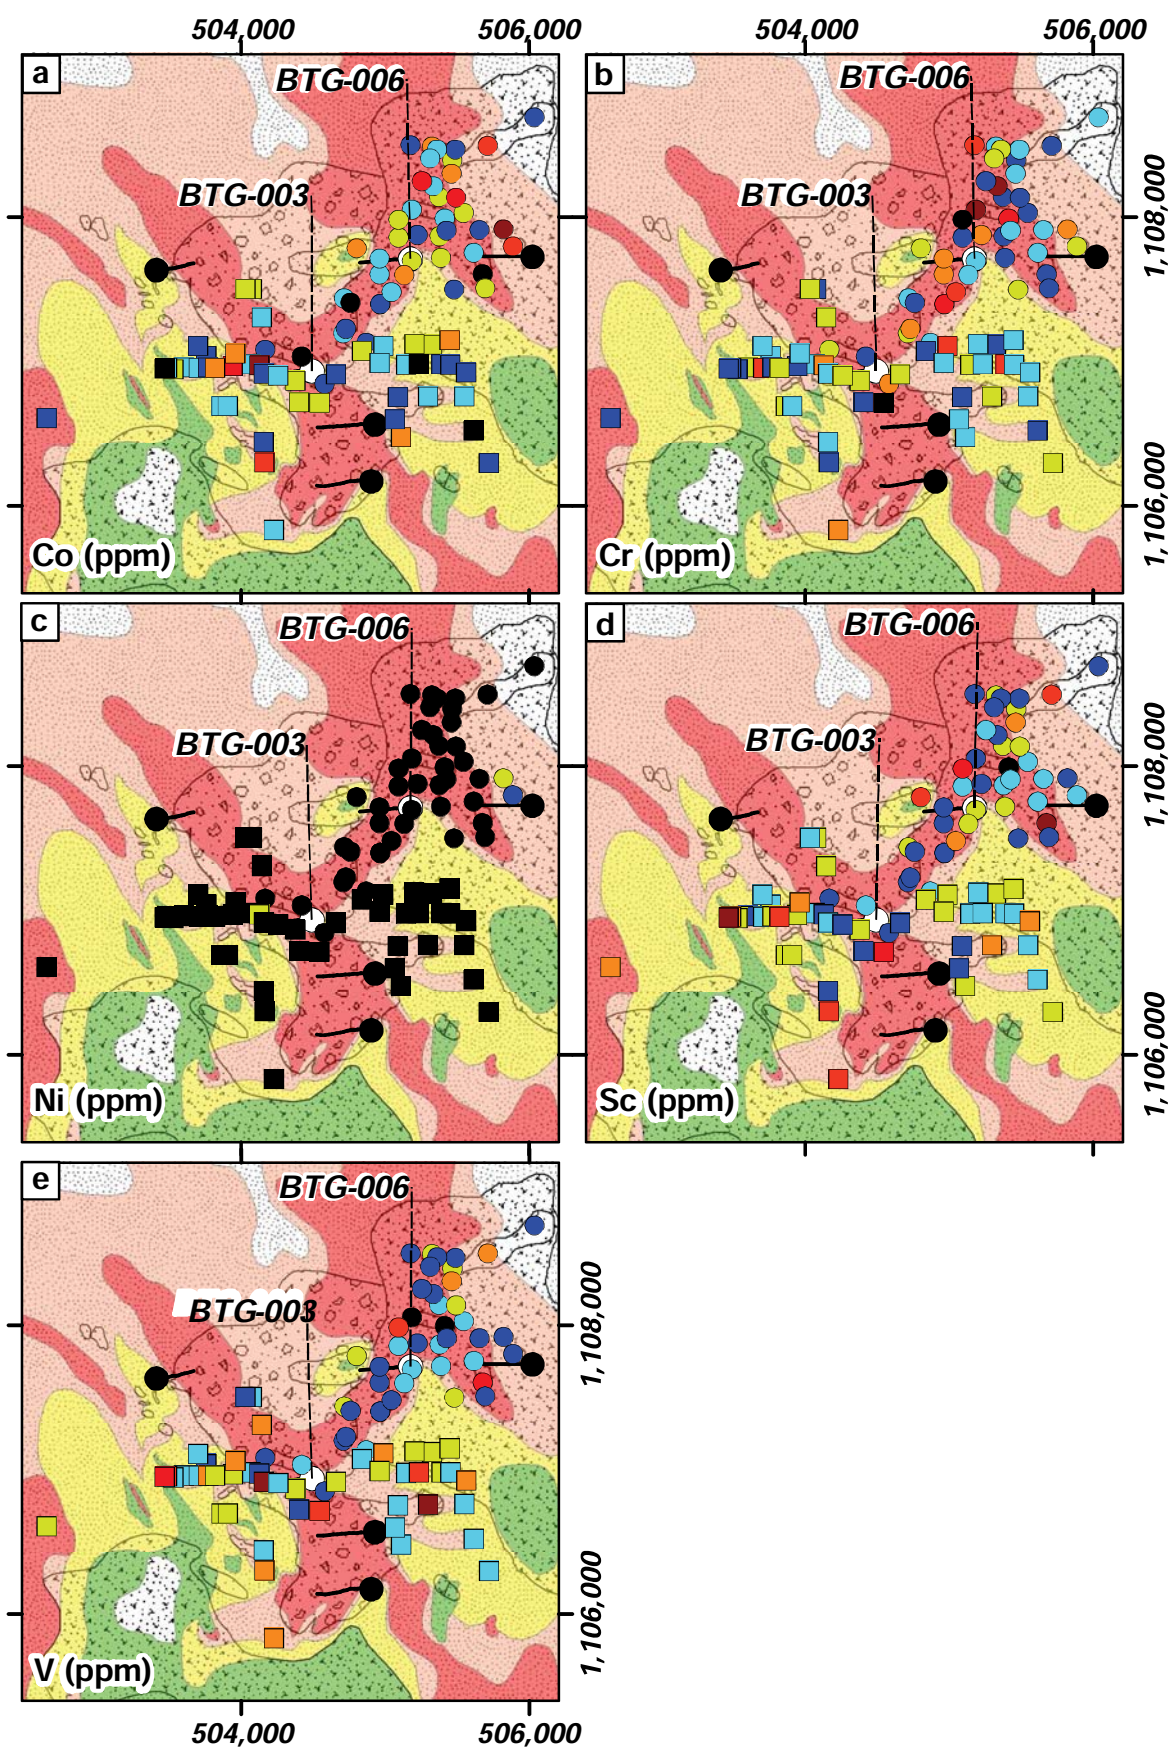 504,000
506,000
504,000
506,000
a
BTG-006
BTG-003
Co (ppm)
b
BTG-006
BTG-003
Cr (ppm)
1,108,000
1,106,000
c
BTG-006
BTG-003
Ni (ppm)
d
BTG-006
BTG-003
Sc (ppm)
1,108,000
1,106,000
e
BTG-006
BTG-003
V (ppm)
1,108,000
1,106,000
504,000
506,000